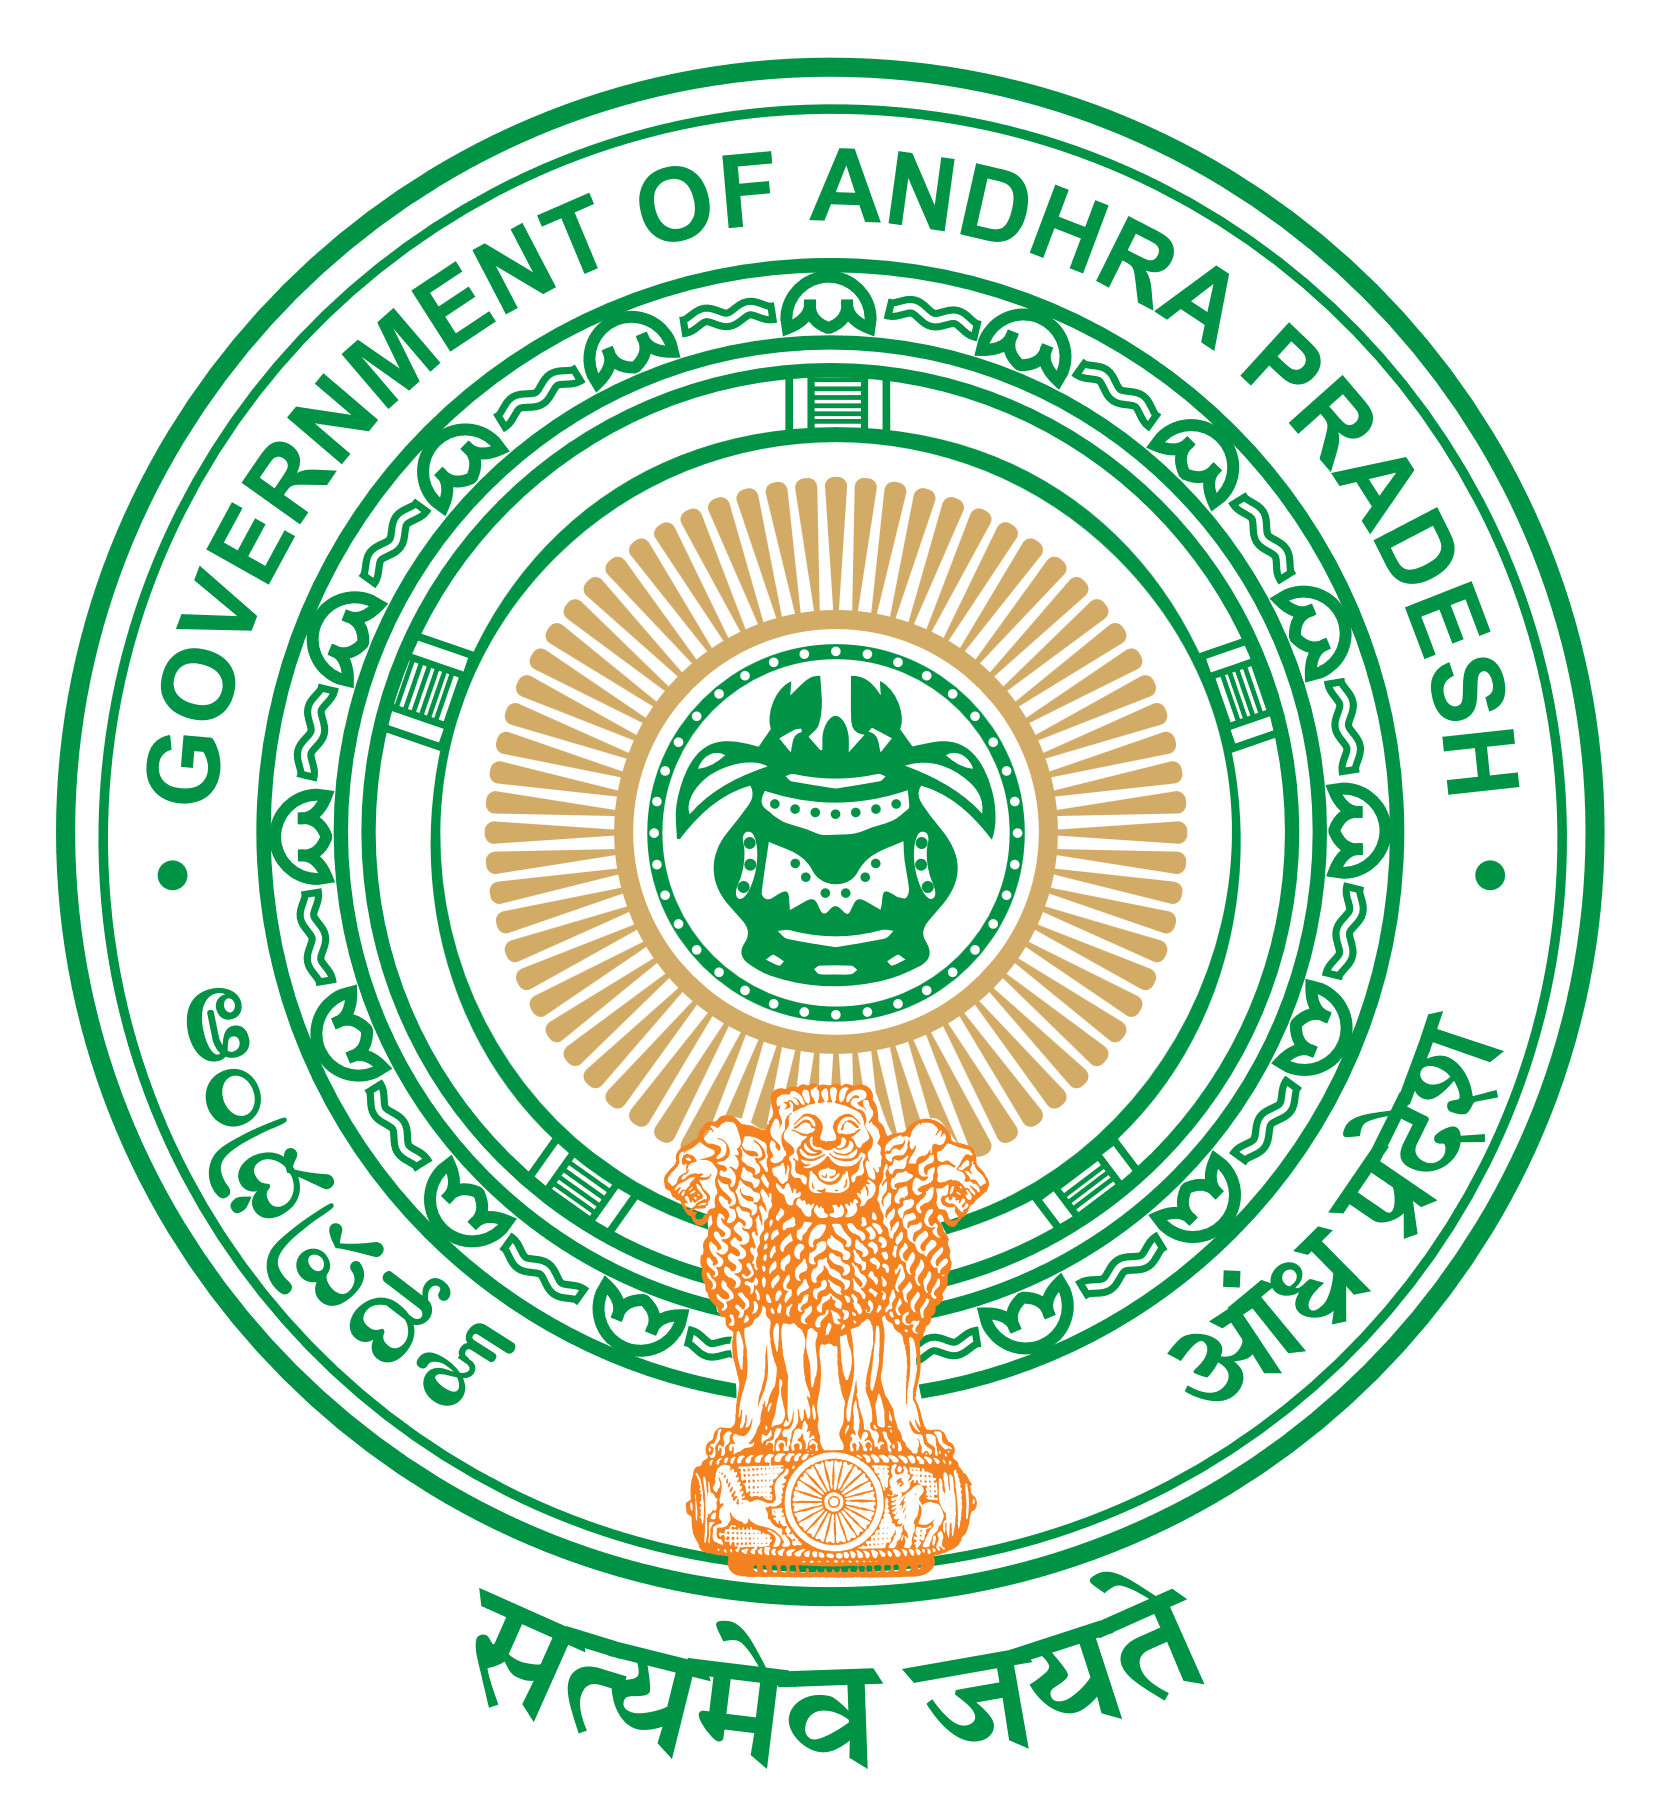 GOVERNMENT OF ANDHRA PRADESH
ఆంధ్రప్రదేశ్
आंध्र प्रदेश
सत्यमेव जयते